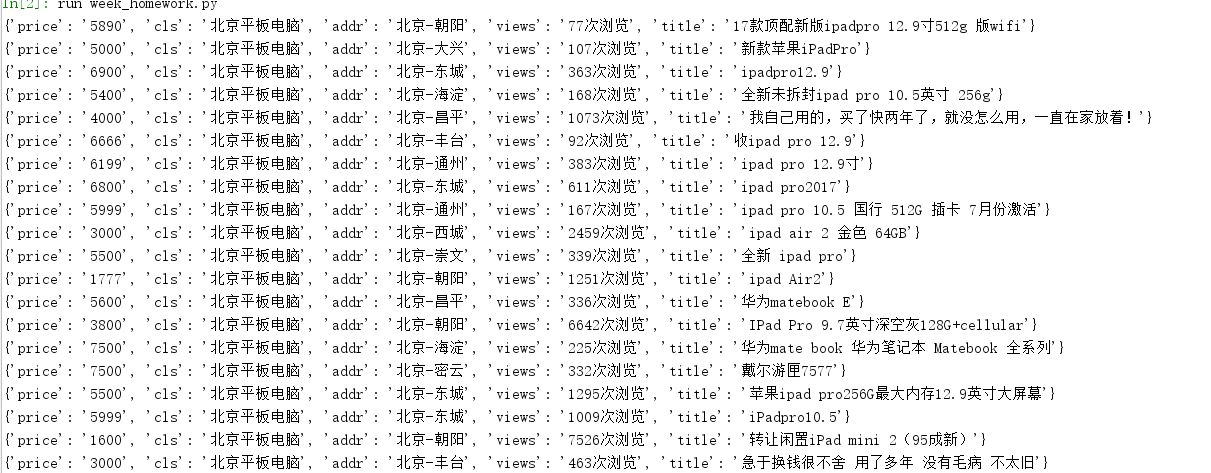 In[2]: run week_homework.py
{'price': '5890', 'cls': '北京平板电脑', 'addr': '北京-朝阳', 'views': '77次浏览', 'title': '17款顶配新版ipadpro 12.9寸512g 版wifi'}
{'price': '5000', 'cls': '北京平板电脑', 'addr': '北京-大兴', 'views': '107次浏览', 'title': '新款苹果iPadPro'}
{'price': '6900', 'cls': '北京平板电脑', 'addr': '北京-东城', 'views': '363次浏览', 'title': 'ipadpro12.9'}
{'price': '5400', 'cls': '北京平板电脑', 'addr': '北京-海淀', 'views': '168次浏览', 'title': '全新未拆封ipad pro 10.5英寸 256g'}
{'price': '4000', 'cls': '北京平板电脑', 'addr': '北京-昌平', 'views': '1073次浏览', 'title': '我自己用的，买了快两年了，就没怎么用，一直在家放着！'}
{'price': '6666', 'cls': '北京平板电脑', 'addr': '北京-丰台', 'views': '92次浏览', 'title': '收ipad pro 12.9'}
{'price': '6199', 'cls': '北京平板电脑', 'addr': '北京-通州', 'views': '383次浏览', 'title': 'ipad pro 12.9寸'}
{'price': '6800', 'cls': '北京平板电脑', 'addr': '北京-东城', 'views': '611次浏览', 'title': 'ipad pro2017'}
{'price': '5999', 'cls': '北京平板电脑', 'addr': '北京-通州', 'views': '167次浏览', 'title': 'ipad pro 10.5 国行 512G 插卡 7月份激活'}
{'price': '3000', 'cls': '北京平板电脑', 'addr': '北京-西城', 'views': '2459次浏览', 'title': 'ipad air 2 金色 64GB'}
{'price': '5500', 'cls': '北京平板电脑', 'addr': '北京-崇文', 'views': '339次浏览', 'title': '全新 ipad pro'}
{'price': '1777', 'cls': '北京平板电脑', 'addr': '北京-朝阳', 'views': '1251次浏览', 'title': 'ipad Air2'}
{'price': '5600', 'cls': '北京平板电脑', 'addr': '北京-昌平', 'views': '336次浏览', 'title': '华为matebook E'}
{'price': '3800', 'cls': '北京平板电脑', 'addr': '北京-朝阳', 'views': '6642次浏览', 'title': 'IPad Pro 9.7英寸深空灰128G+cellular'}
{'price': '7500', 'cls': '北京平板电脑', 'addr': '北京-海淀', 'views': '225次浏览', 'title': '华为mate book 华为笔记本 Matebook 全系列'}
{'price': '7500', 'cls': '北京平板电脑', 'addr': '北京-密云', 'views': '332次浏览', 'title': '戴尔游匣7577'}
{'price': '5500', 'cls': '北京平板电脑', 'addr': '北京-东城', 'views': '1295次浏览', 'title': '苹果ipad pro256G最大内存12.9英寸大屏幕'}
{'price': '5999', 'cls': '北京平板电脑', 'addr': '北京-东城', 'views': '1009次浏览', 'title': 'iPadpro10.5'}
{'price': '1600', 'cls': '北京平板电脑', 'addr': '北京-朝阳', 'views': '7526次浏览', 'title': '转让闲置iPad mini 2（95成新）'}
{'price': '3000', 'cls': '北京平板电脑', 'addr': '北京-丰台', 'views': '463次浏览', 'title': '急于换钱很不舍 用了多年 没有毛病 不太旧'}